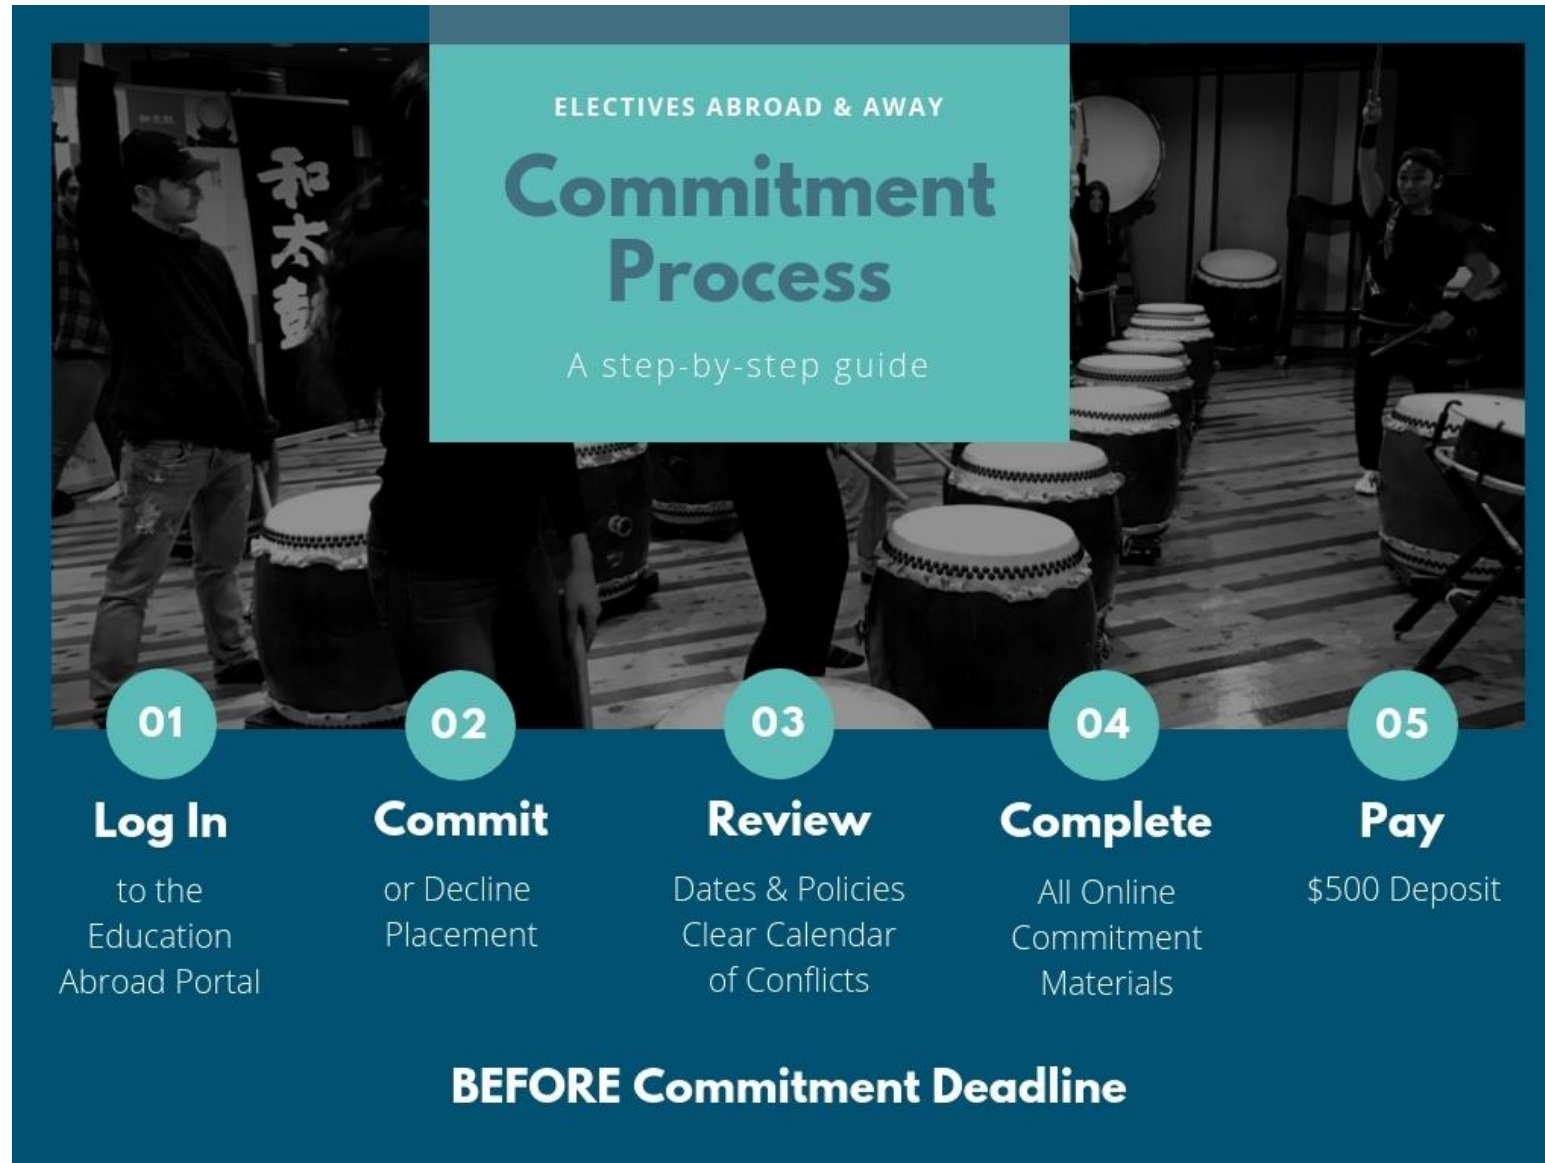 ELECTIVES ABROAD & AWAY
Commitment
Process
A step-by-step guide
和太鼓
01
Log In
to the
Education
Abroad Portal
02
Commit
or Decline
Placement
03
Review
Dates & Policies
Clear Calendar
of Conflicts
04
Complete
All Online
Commitment
Materials
05
Pay
$500 Deposit
BEFORE Commitment Deadline